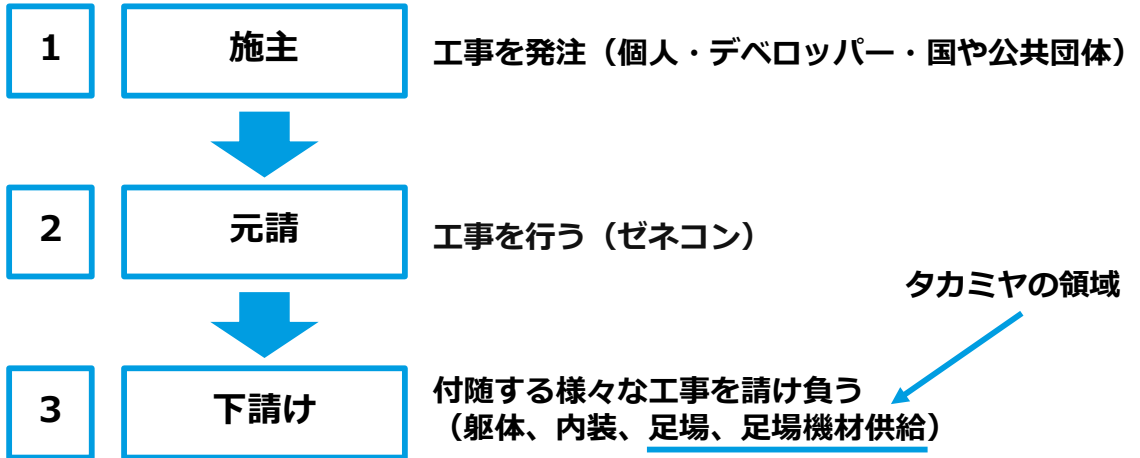 1
施主
工事を発注（個人・デベロッパー・国や公共団体）
2
元請
工事を行う（ゼネコン）
タカミヤの領域
3
下請け
付随する様々な工事を請け負う
（躯体、内装、足場、足場機材供給）